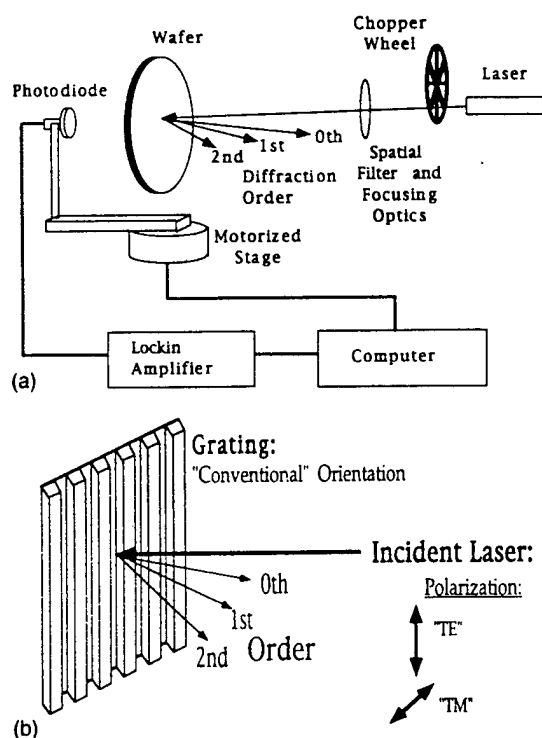 Chopper
Wheel
Wafer
Laser
Photodiode
0th
1st
2nd
Diffraction
Order
Spatial
Filter and
Focusing
Optics
Motorized
Stage
Lockin
Amplifier
Computer
(a)
Grating:
"Conventional" Orientation
Incident Laser:
0th
Polarization:
1st
2nd Order
"TE"
"TM"
(b)